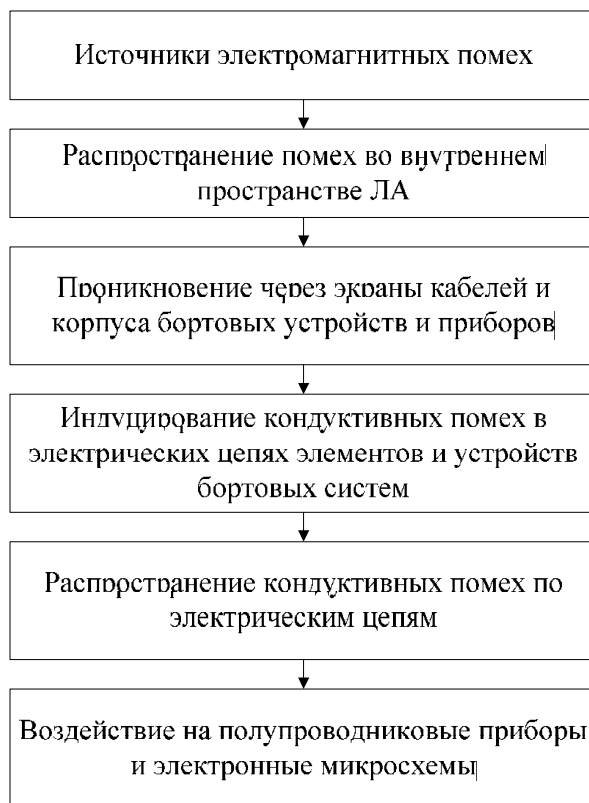 Источники электромагнитных помех
Распространение помех во внутреннем
пространстве ЛА
Проникновение через экраны кабелей и
корпуса бортовых устройств и приборов
Индуцирование кондуктивных помех в
электрических цепях элементов и устройств
бортовых систем
Распространение кондуктивных помех по
электрическим цепям
Воздействие на полупроводниковые приборы
и электронные микросхемы